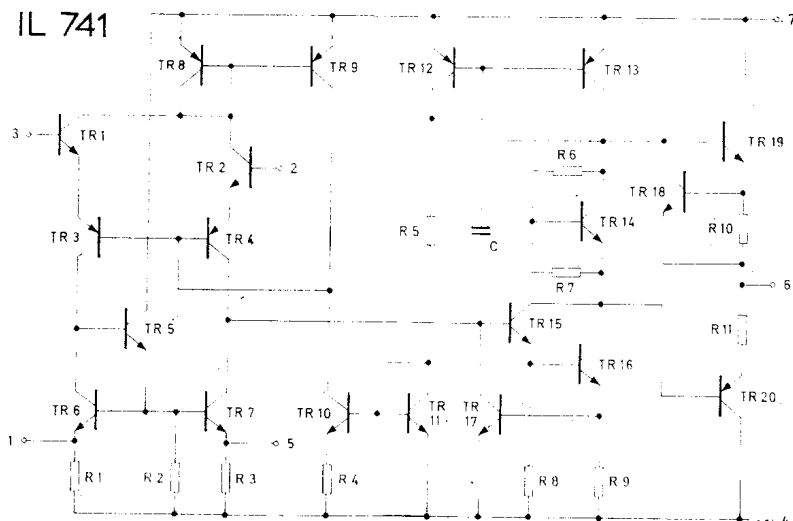 IL 741
7
TR 8
TR 9
TR 12
TR 13
3
TR 1
TR 2
2
R 6
TR 19
TR 18
TR 3
TR 4
R 5
C
TR 14
R 10
R 7
6
TR 5
TR 15
R 11
TR 16
TR 6
TR 7
TR 10
TR 11
TR 17
TR 20
1
5
R 1
R 2
R 3
R 4
R 8
R 9
4